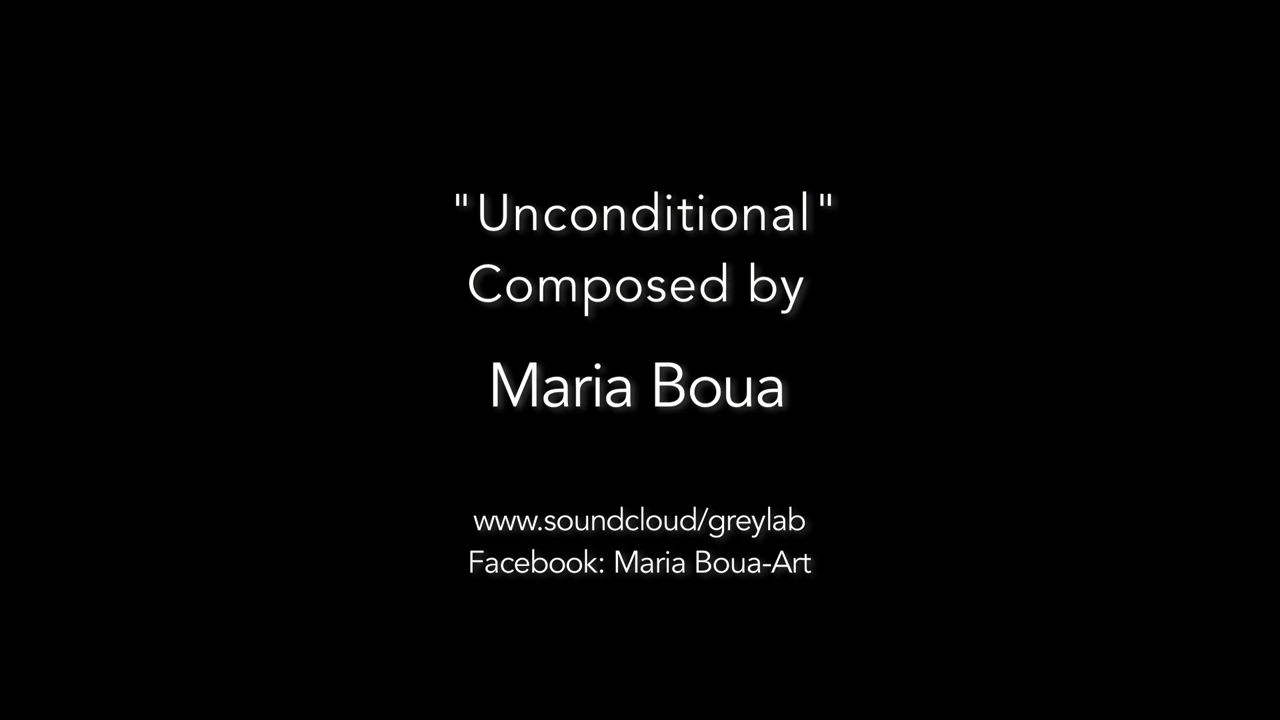 "Unconditional"
Composed by
Maria Boua
www.soundcloud/greylab
Facebook: Maria Boua-Art